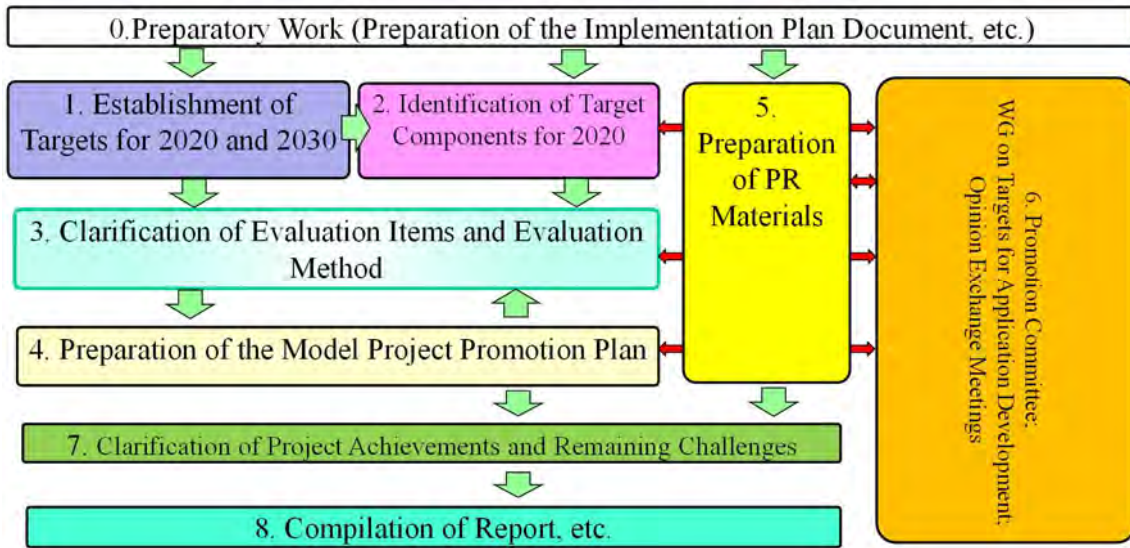 0.Preparatory Work (Preparation of the Implementation Plan Document, etc.)
1. Establishment of
Targets for 2020 and 2030
2. Identification of Target
Components for 2020
3. Clarification of Evaluation Items and Evaluation
Method
4. Preparation of the Model Project Promotion Plan
5.
Preparation
of PR
Materials
6. Promotion Committee;
WG on Targets for Application Development;
Opinion Exchange Meetings
7. Clarification of Project Achievements and Remaining Challenges
8. Compilation of Report, etc.